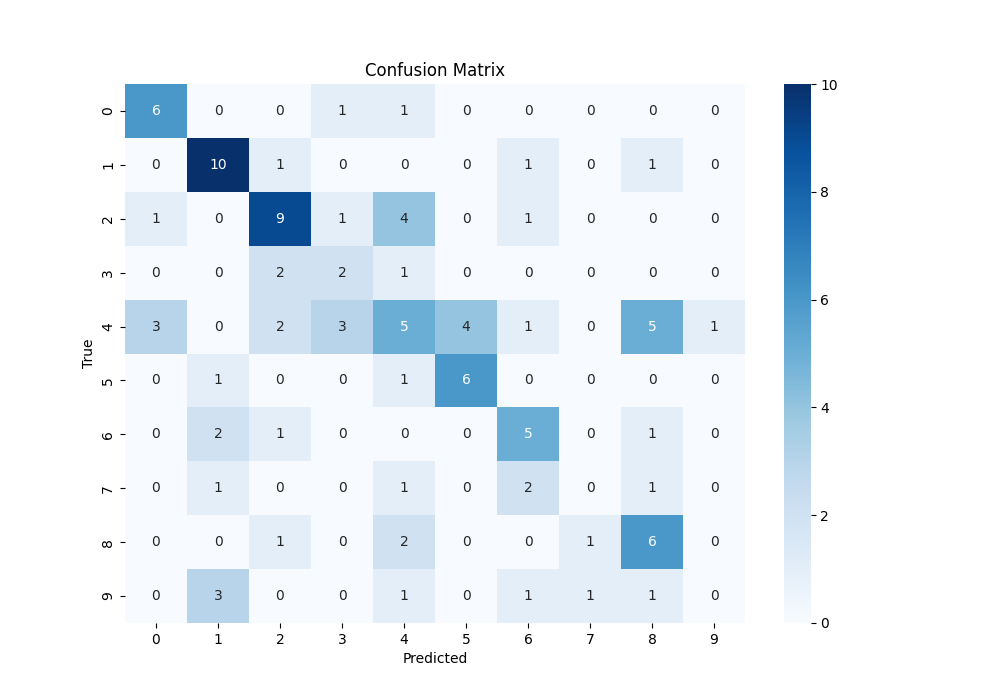 Confusion Matrix
0 6 0 0 1 1 0 0 0 0 0
1 0 10 1 0 0 0 1 0 1 0
2 1 0 9 1 4 0 1 0 0 0
3 0 0 2 2 1 0 0 0 0 0
4 3 0 2 3 5 4 1 0 5 1
5 0 1 0 0 1 6 0 0 0 0
6 0 2 1 0 0 0 5 0 1 0
7 0 1 0 0 1 0 2 0 1 0
8 0 0 1 0 2 0 0 1 6 0
9 0 3 0 0 1 0 1 1 1 0
0 1 2 3 4 5 6 7 8 9
Predicted
True
10
8
6
4
2
0